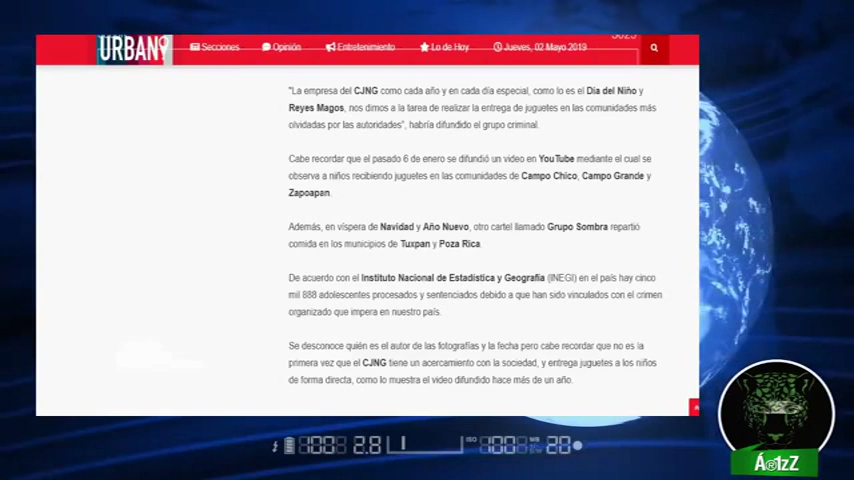 URBANO
Secciones Opinión Entretenimiento Lo de Hoy Jueves, 02 Mayo 2019
"La empresa del CJNG como cada año y en cada día especial, como lo es el Día del Niño y
Reyes Magos, nos dimos a la tarea de realizar la entrega de juguetes en las comunidades más
olvidadas por las autoridades", habría difundido el grupo criminal.
Cabe recordar que el pasado 6 de enero se difundió un video en YouTube mediante el cual se
observa a niños recibiendo juguetes en las comunidades de Campo Chico, Campo Grande y
Zapoapan.
Además, en víspera de Navidad y Año Nuevo, otro cartel llamado Grupo Sombra repartió
comida en los municipios de Tuxpan y Poza Rica.
De acuerdo con el Instituto Nacional de Estadística y Geografía (INEGI) en el país hay cinco
mil 888 adolescentes procesados y sentenciados debido a que han sido vinculados con el crimen
organizado que impera en nuestro país.
Se desconoce quién es el autor de las fotografías y la fecha pero cabe recordar que no es la
primera vez que el CJNG tiene un acercamiento con la sociedad, y entrega juguetes a los niños
de forma directa, como lo muestra el video difundido hace más de un año.
100 2.8 ISO 100 WB 20
Á®1zZ